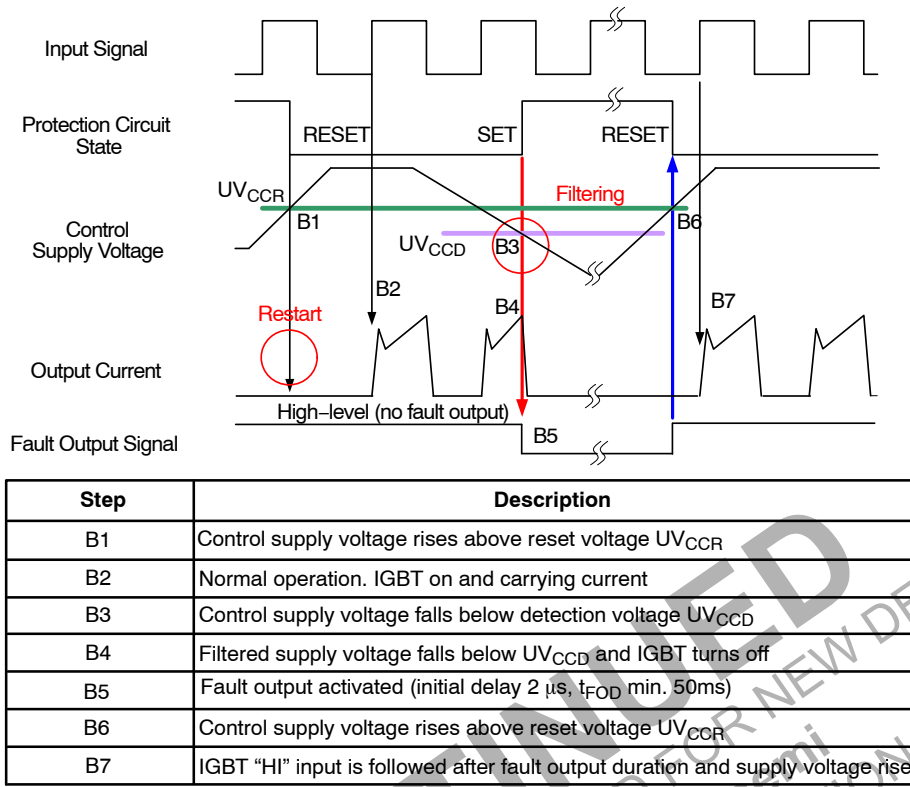 Input Signal
Protection Circuit
State
RESET
SET
RESET
UVCCR
Filtering
B1
B6
Control
Supply Voltage
UVCCD
B3
B2
B4
B7
Restart
Output Current
High−level (no fault output)
Fault Output Signal
B5
Step Description
B1 Control supply voltage rises above reset voltage UVCCR
B2 Normal operation. IGBT on and carrying current
B3 Control supply voltage falls below detection voltage UVCCD
B4 Filtered supply voltage falls below UVCCD and IGBT turns off
B5 Fault output activated (initial delay 2 μs, tFOD min. 50ms)
B6 Control supply voltage rises above reset voltage UVCCR
B7 IGBT “HI” input is followed after fault output duration and supply voltage rise
TINUED
FOR NEW DE